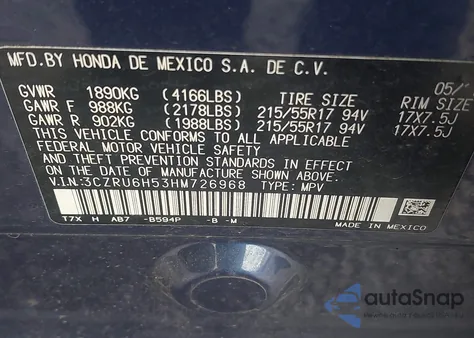 MFD.BY HONDA DE MEXICO S.A. DE C.V.
05/
GVWR 1890KG (4166LBS) TIRE SIZE RIM SIZE
GAWR F 988KG (2178LBS) 215/55R17 94V 17X7.5J
GAWR R 902KG (1988LBS) 215/55R17 94V 17X7.5J
THIS VEHICLE CONFORMS TO ALL APPLICABLE
FEDERAL MOTOR VEHICLE SAFETY
STANDARDS IN EFFECT ON THE DATE
OF MANUFACTURE SHOWN ABOVE.
V.I.N:3CZRU6H53HM726968 TYPE: MPV
T7X H AB7 -B594P -B -M
MADE IN MEXICO
autoSnap